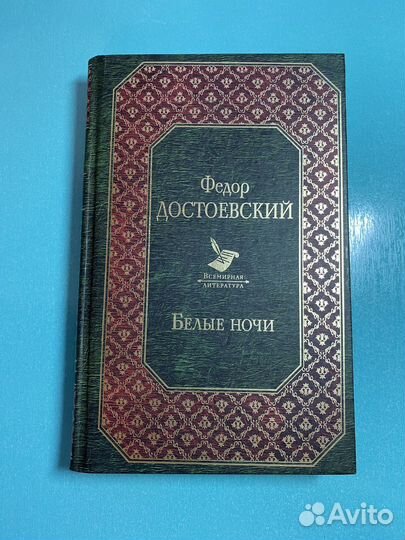 Федор
ДОСТОЕВСКИЙ
ВСЕМИРНАЯ
ЛИТЕРАТУРА
БЕЛЫЕ НОЧИ
Avito